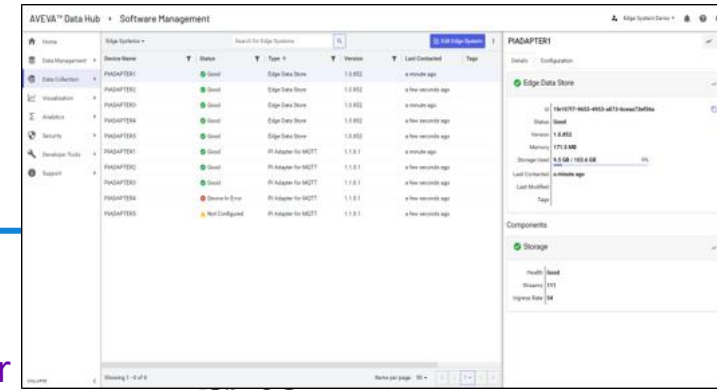 AVEVA™ Data Hub › Software Management
Edge System Demo
Home
Data Management
Data Collection
Visualization
Analytics
Security
Developer Tools
Support
Edge Systems
Search for Edge Systems
Edit Edge System
Device Name Status Type Version Last Contacted Tags
PIADAPTER1 Good Edge Data Store 1.0.852 a minute ago
PIADAPTER2 Good Edge Data Store 1.0.852 a few seconds ago
PIADAPTER3 Good Edge Data Store 1.0.852 a minute ago
PIADAPTER4 Good Edge Data Store 1.0.852 a few seconds ago
PIADAPTER5 Good Edge Data Store 1.0.852 a few seconds ago
PIADAPTER1 Good PI Adapter for MQTT 1.1.0.1 a minute ago
PIADAPTER2 Good PI Adapter for MQTT 1.1.0.1 a few seconds ago
PIADAPTER3 Good PI Adapter for MQTT 1.1.0.1 a few seconds ago
PIADAPTER4 Device In Error PI Adapter for MQTT 1.1.0.1 a few seconds ago
PIADAPTER5 Not Configured PI Adapter for MQTT 1.1.0.1 a few seconds ago
Items per page: 50
PIADAPTER1
Details Configuration
Edge Data Store
Id
Status Good
Version 1.0.852
Memory 171.0 MB
Storage Used 9.5 GB / 103.6 GB 9%
Last Contacted a minute ago
Last Modified
Tags
Components
Storage
Health Good
Streams 111
Ingress Rate 54
r